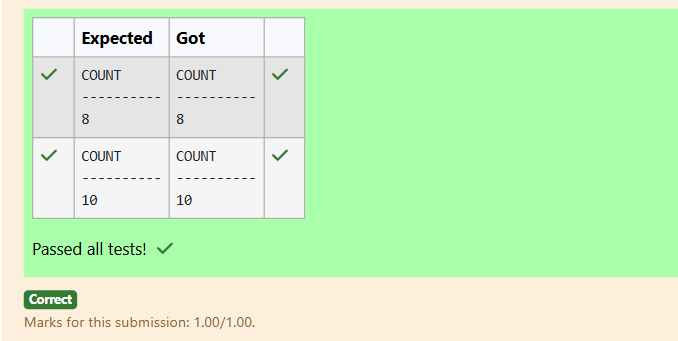 Expected Got
COUNT COUNT
---------- ----------
8 8
COUNT COUNT
---------- ----------
10 10
Passed all tests!
Correct
Marks for this submission: 1.00/1.00.